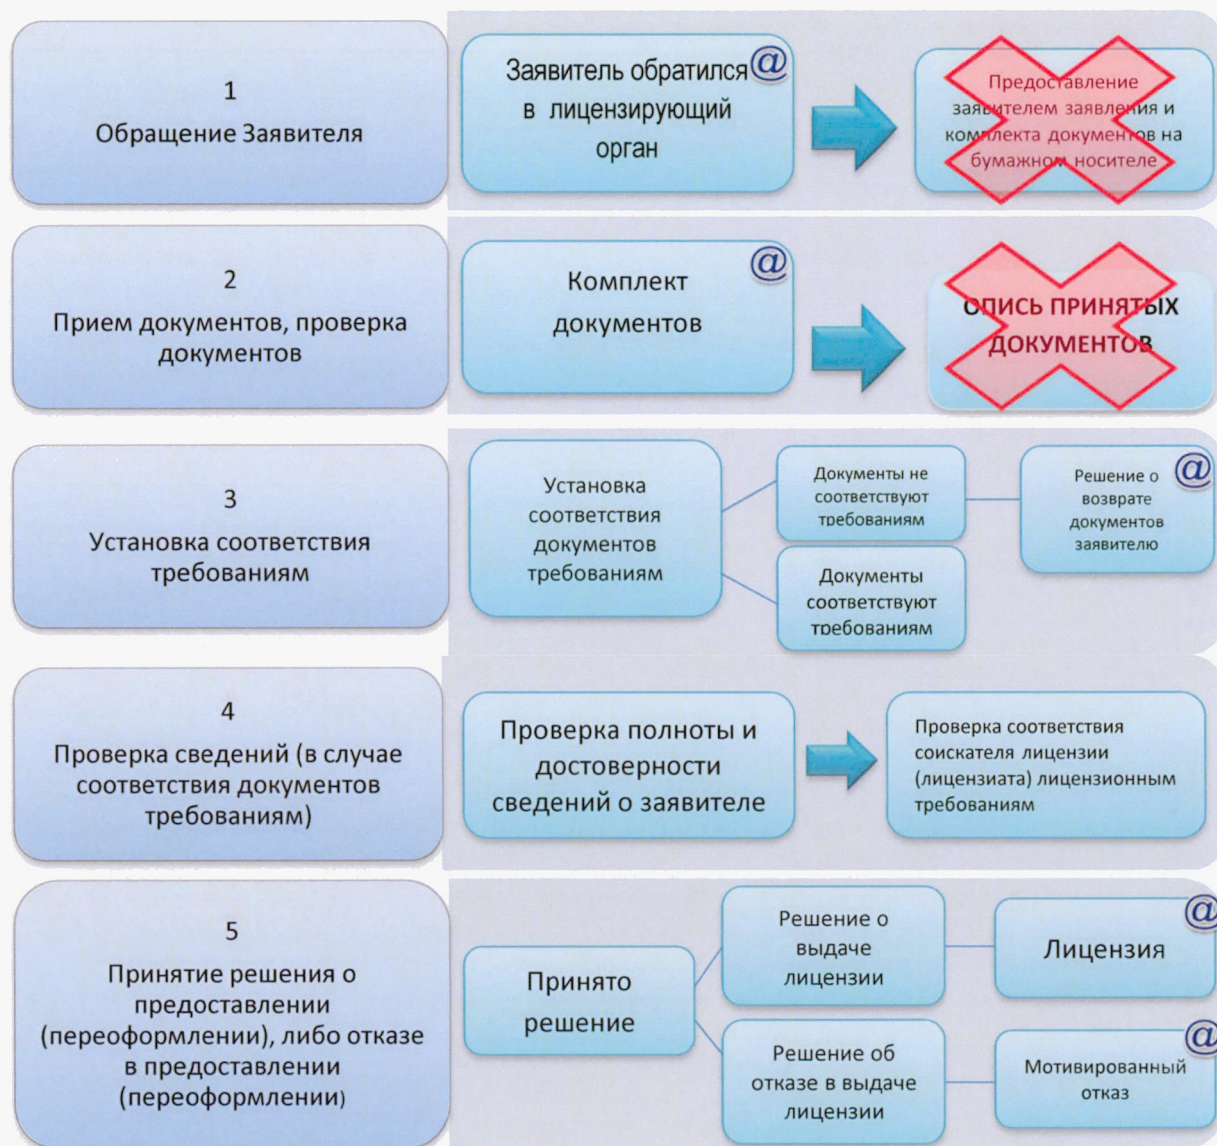 1
Обращение Заявителя
Заявитель обратился
в лицензирующий
орган
@
Предоставление
заявителем заявления и
комплекта документов на
бумажном носителе
2
Прием документов, проверка
документов
Комплект
документов
@
ОПИСЬ ПРИНЯТЫХ
ДОКУМЕНТОВ
3
Установка соответствия
требованиям
Установка
соответствия
документов
требованиям
Документы не
соответствуют
требованиям
Решение о
возврате
документов
заявителю
@
Документы
соответствуют
требованиям
4
Проверка сведений (в случае
соответствия документов
требованиям)
Проверка полноты и
достоверности
сведений о заявителе
Проверка соответствия
соискателя лицензии
(лицензиата) лицензионным
требованиям
5
Принятие решения о
предоставлении
(переоформлении), либо отказе
в предоставлении
(переоформлении)
Принято
решение
Решение о
выдаче
лицензии
Лицензия
@
Решение об
отказе в выдаче
лицензии
Мотивированный
отказ
@